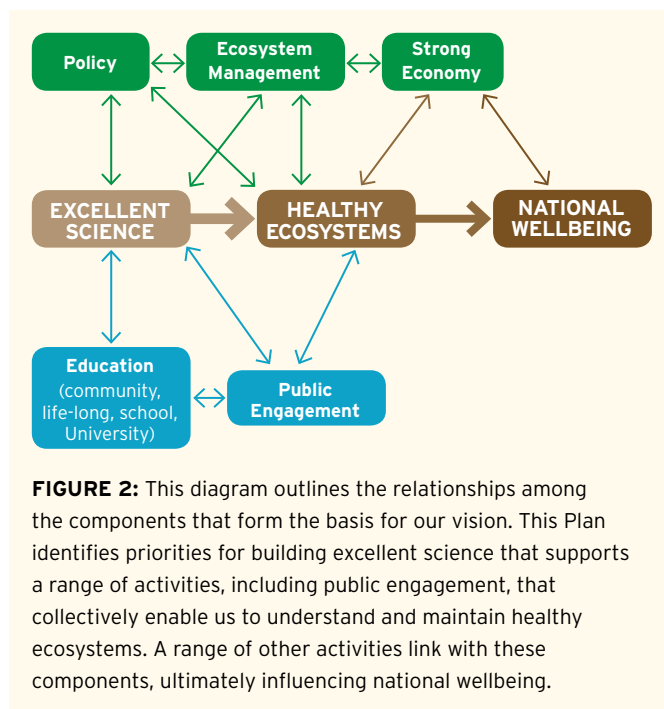 Policy
Ecosystem
Management
Strong
Economy
EXCELLENT
SCIENCE
HEALTHY
ECOSYSTEMS
NATIONAL
WELLBEING
Education
(community,
life-long, school,
University)
Public
Engagement
FIGURE 2: This diagram outlines the relationships among
the components that form the basis for our vision. This Plan
identifies priorities for building excellent science that supports
a range of activities, including public engagement, that
collectively enable us to understand and maintain healthy
ecosystems. A range of other activities link with these
components, ultimately influencing national wellbeing.